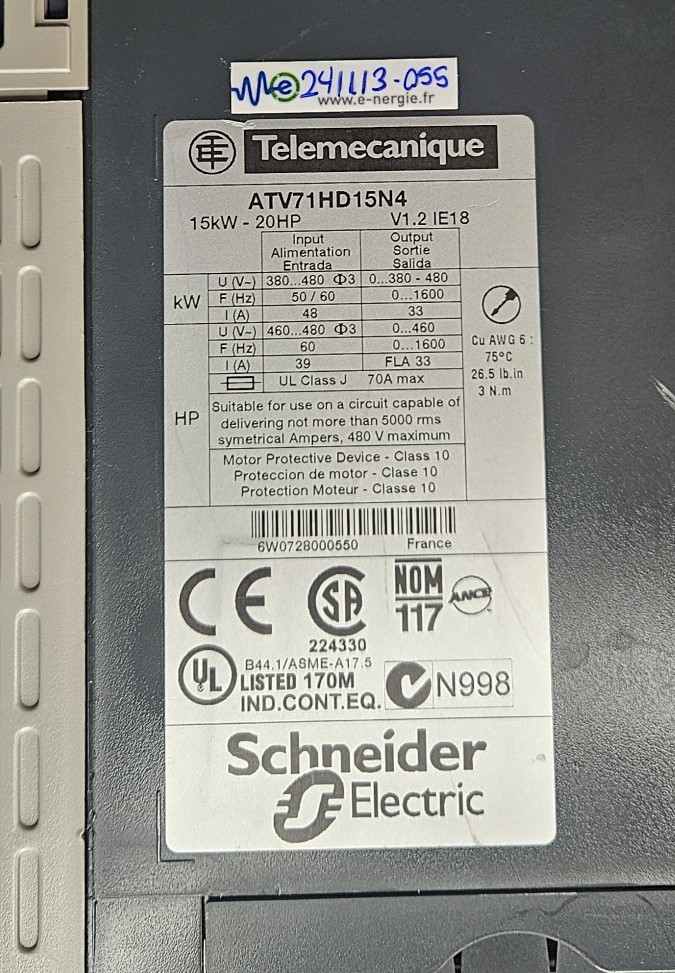 241113-055
www.e-nergie.fr
Telemecanique
ATV71HD15N4
15kW - 20HP V1.2 IE18
Input Output
Alimentation Sortie
Entrada Salida
kW
U (V~) 380...480 Φ3 0...380 - 480
F (Hz) 50 / 60 0...1600
I (A) 48 33
HP
U (V~) 460...480 Φ3 0...460
F (Hz) 60 0...1600
I (A) 39 FLA 33
UL Class J 70A max
Suitable for use on a circuit capable of
delivering not more than 5000 rms
symetrical Ampers, 480 V maximum
Motor Protective Device - Class 10
Proteccion de motor - Clase 10
Protection Moteur - Classe 10
Cu AWG 6 :
75°C
26.5 lb.in
3 N.m
6W0728000550 France
CE SA NOM ANCE
117
224330
UL B44.1/ASME-A17.5
LISTED 170M
IND.CONT.EQ. N998
Schneider
Electric